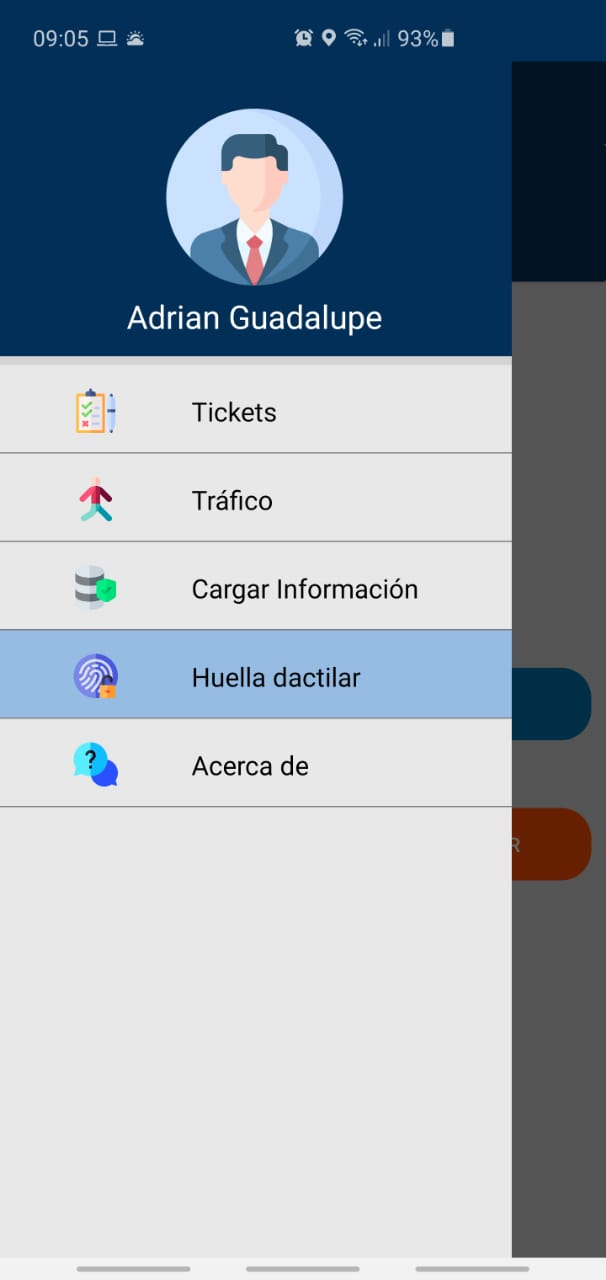 09:05 93%
Adrian Guadalupe
Tickets
Tráfico
Cargar Información
Huella dactilar
Acerca de
R